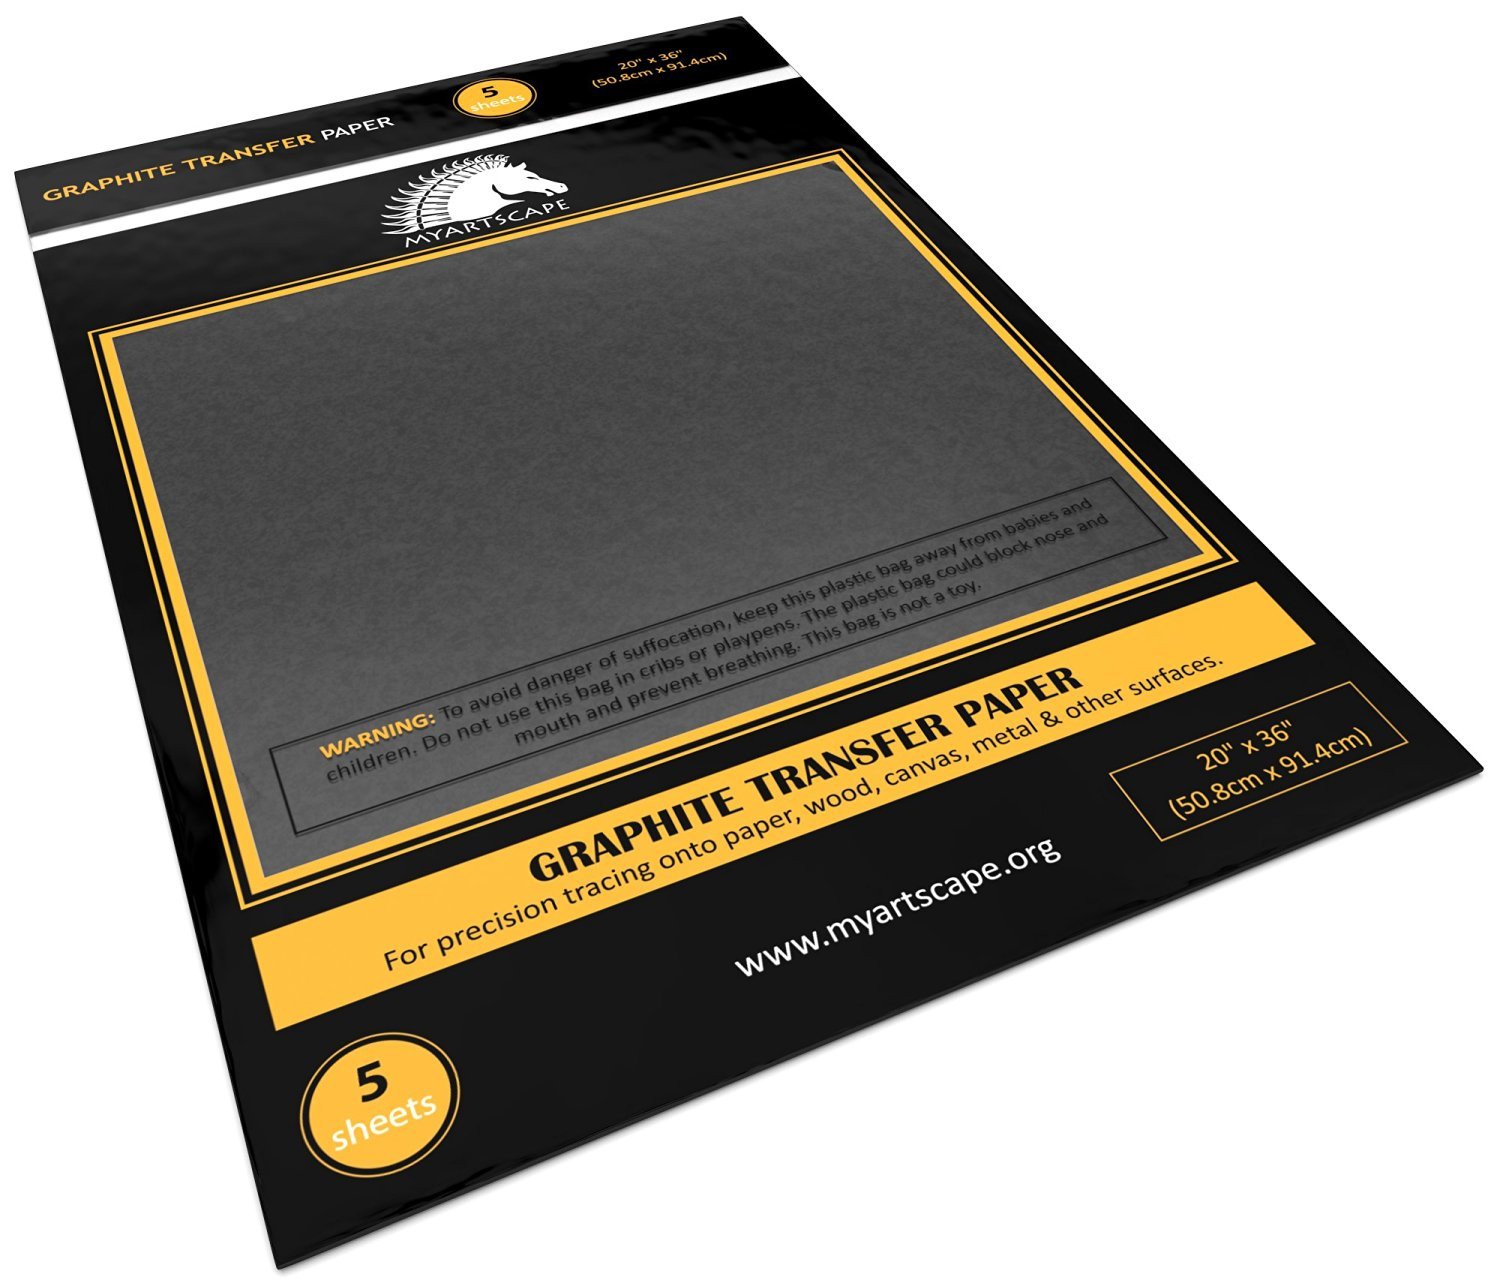 GRAPHITE TRANSFER PAPER
5
sheets
20" x 36"
(50.8cm x 91.4cm)
MYARTSCAPE
WARNING: To avoid danger of suffocation, keep this plastic bag away from babies and
children. Do not use this bag in cribs or playpens. The plastic bag could block nose and
mouth and prevent breathing. This bag is not a toy.
GRAPHITE TRANSFER PAPER
For precision tracing onto paper, wood, canvas, metal & other surfaces.
20" x 36"
(50.8cm x 91.4cm)
www.myartscape.org
5
sheets